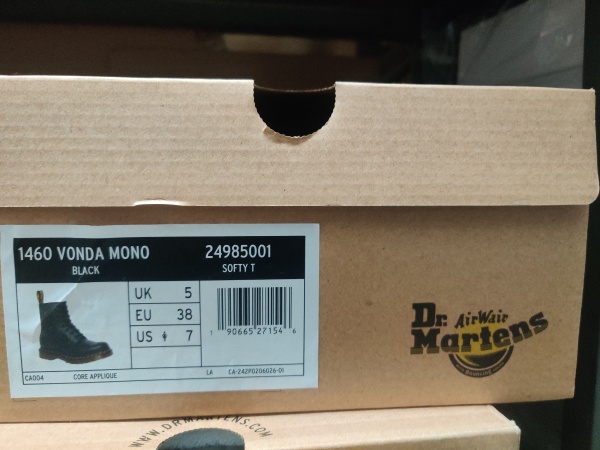 1460 VONDA MONO 24985001
BLACK SOFTY T
UK 5
EU 38
US 7
1 90665 27154 6
CA004 CORE APPLIQUE LA CA-242P0206026-01
Dr. AirWair
Martens
Bouncing
WWW.DRMARTENS.COM